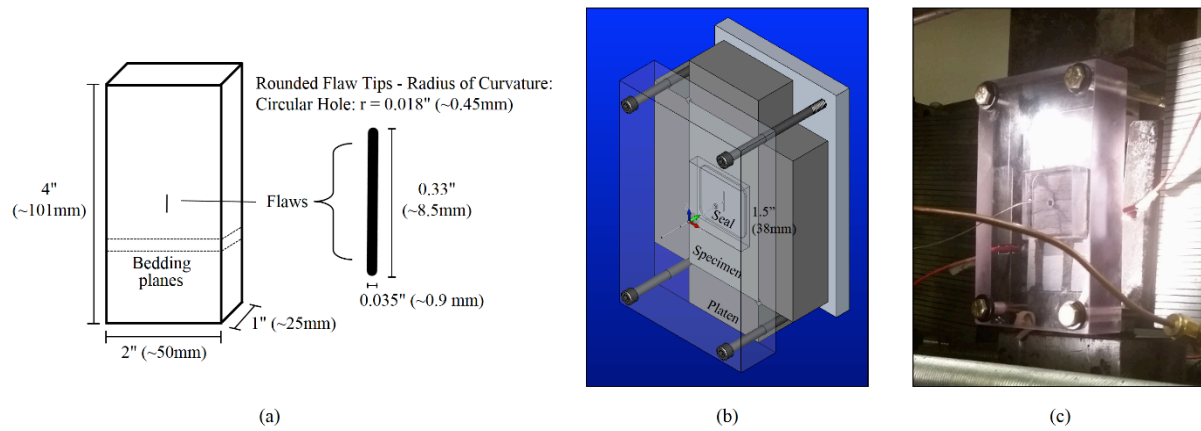 Rounded Flaw Tips - Radius of Curvature:
Circular Hole: r = 0.018" (~0.45mm)
4"
(~101mm)
Flaws
0.33"
(~8.5mm)
Bedding
planes
0.035" (~0.9 mm)
1" (~25mm)
2" (~50mm)
(a)
Seal
1.5”
(38mm)
Specimen
Platen
(b)
(c)